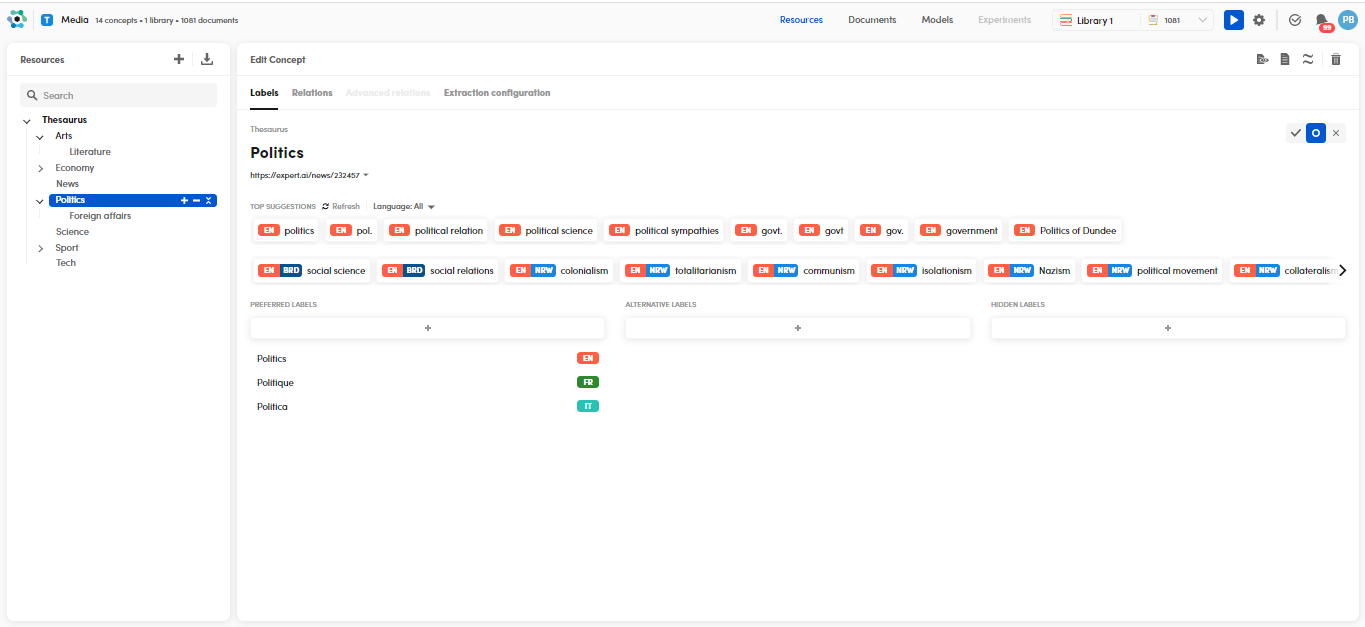 T Media 14 concepts • 1 library • 1081 documents Resources Documents Models Experiments Library 1 1081 99 PB
Resources
Search
Thesaurus
Arts
Literature
Economy
News
Politics
Foreign affairs
Science
Sport
Tech
Edit Concept
Labels Relations Advanced relations Extraction configuration
Thesaurus
Politics
https://expert.ai/news/232457
TOP SUGGESTIONS Refresh Language: All
EN politics EN pol. EN political relation EN political science EN political sympathies EN govt. EN govt EN gov. EN government EN Politics of Dundee
EN BRD social science EN BRD social relations EN NRW colonialism EN NRW totalitarianism EN NRW communism EN NRW isolationism EN NRW Nazism EN NRW political movement EN NRW collateralism
PREFERRED LABELS ALTERNATIVE LABELS HIDDEN LABELS
+ + +
Politics EN
Politique FR
Politica IT